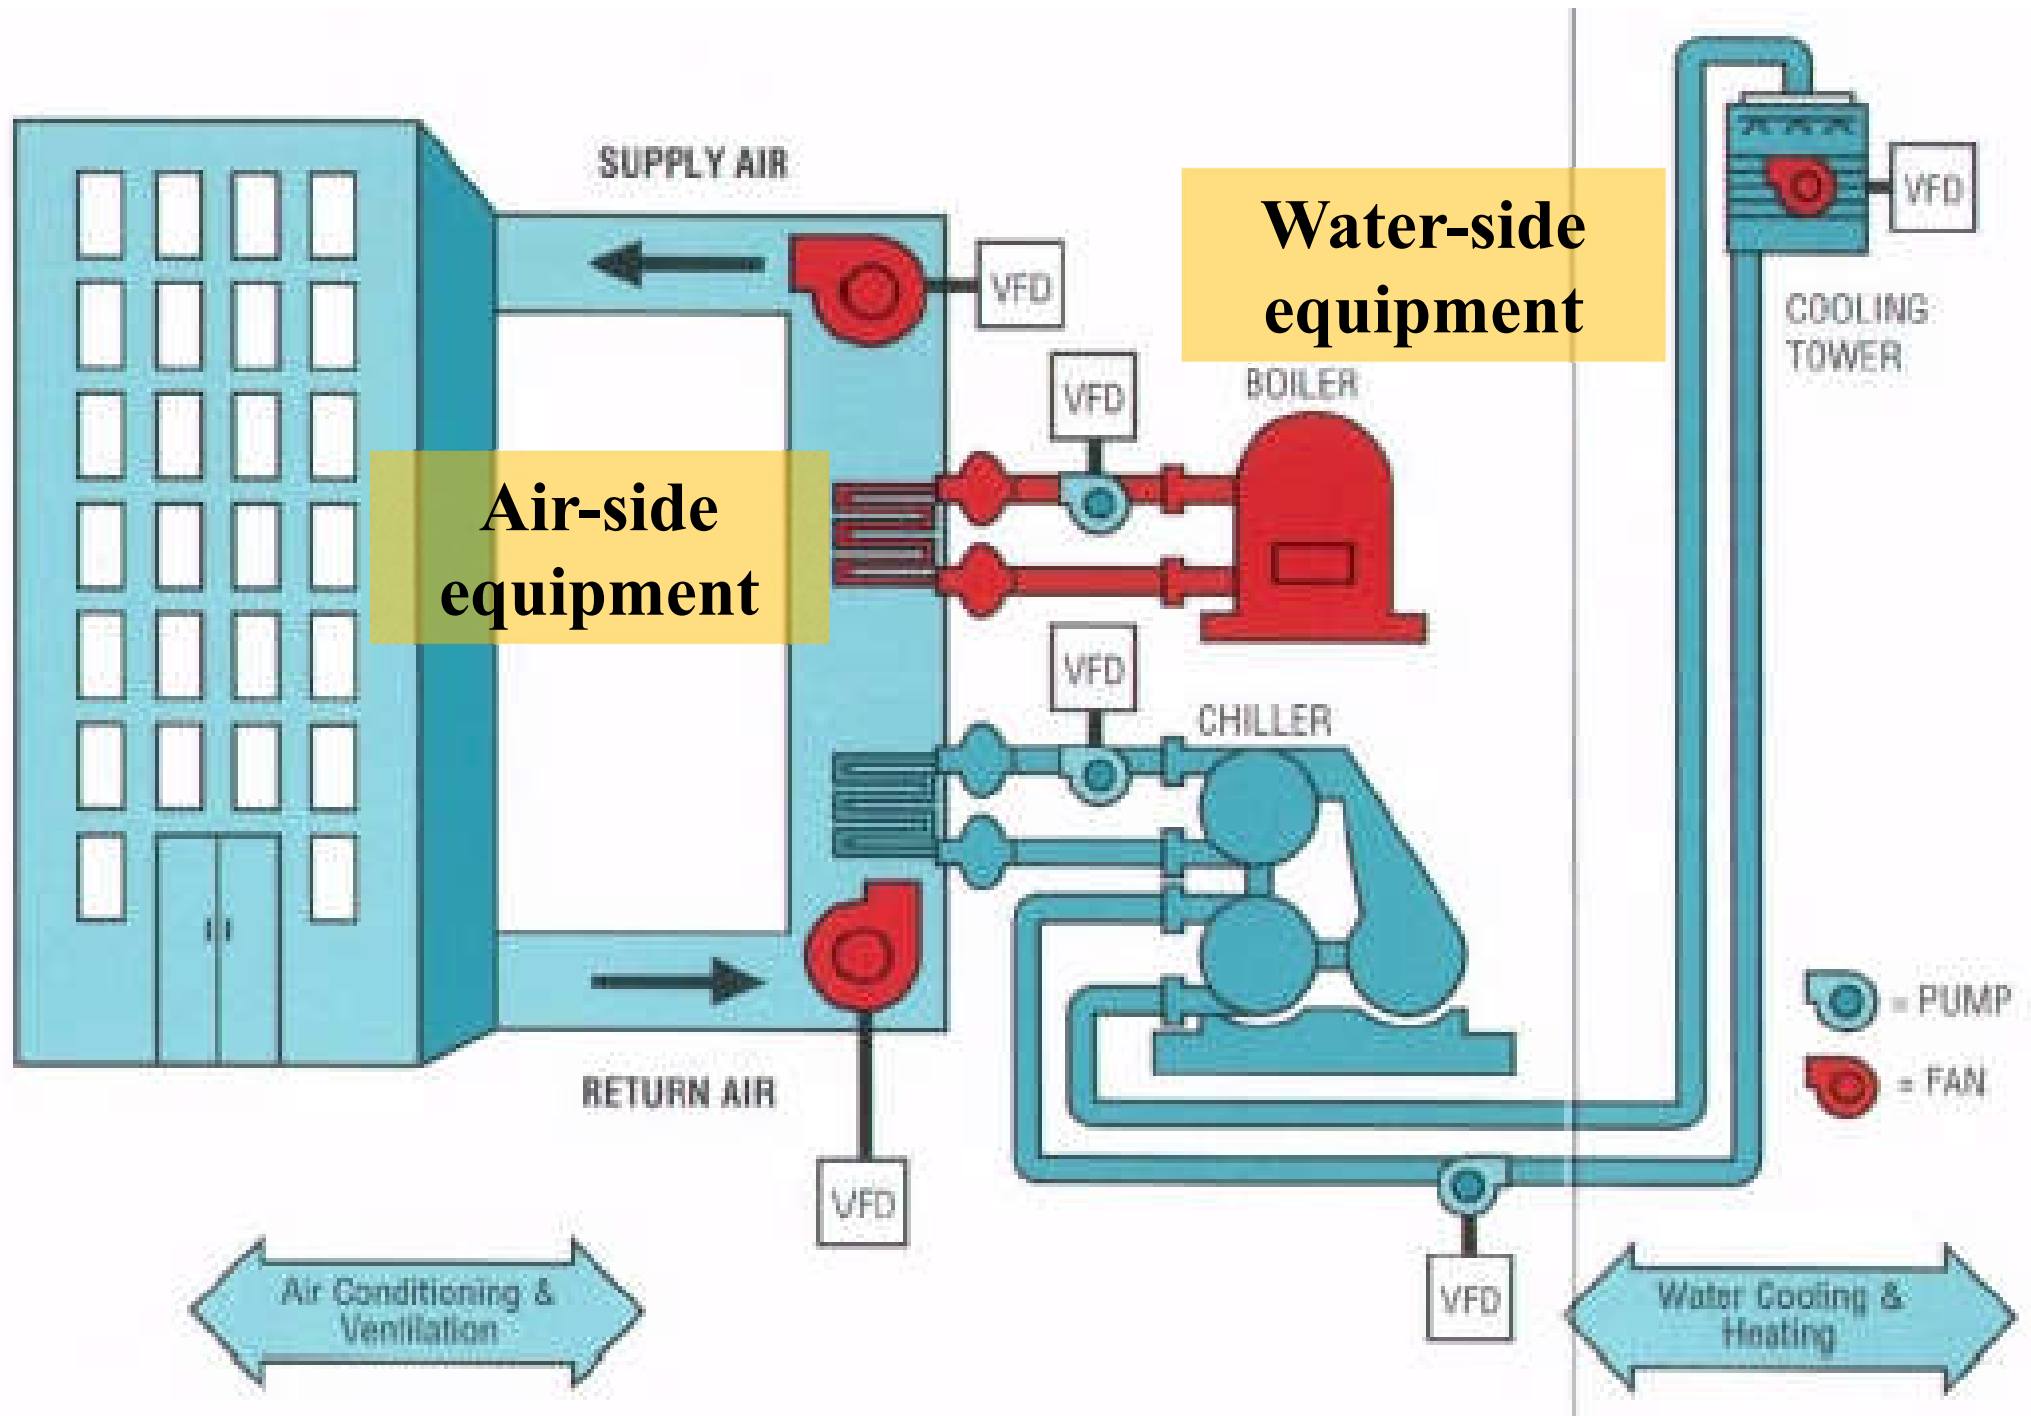 SUPPLY AIR
VFD
Water-side
equipment
VFD
COOLING
TOWER
VFD
BOILER
Air-side
equipment
VFD
CHILLER
= PUMP
= FAN
RETURN AIR
VFD
VFD
Air Conditioning &
Ventilation
Water Cooling &
Heating